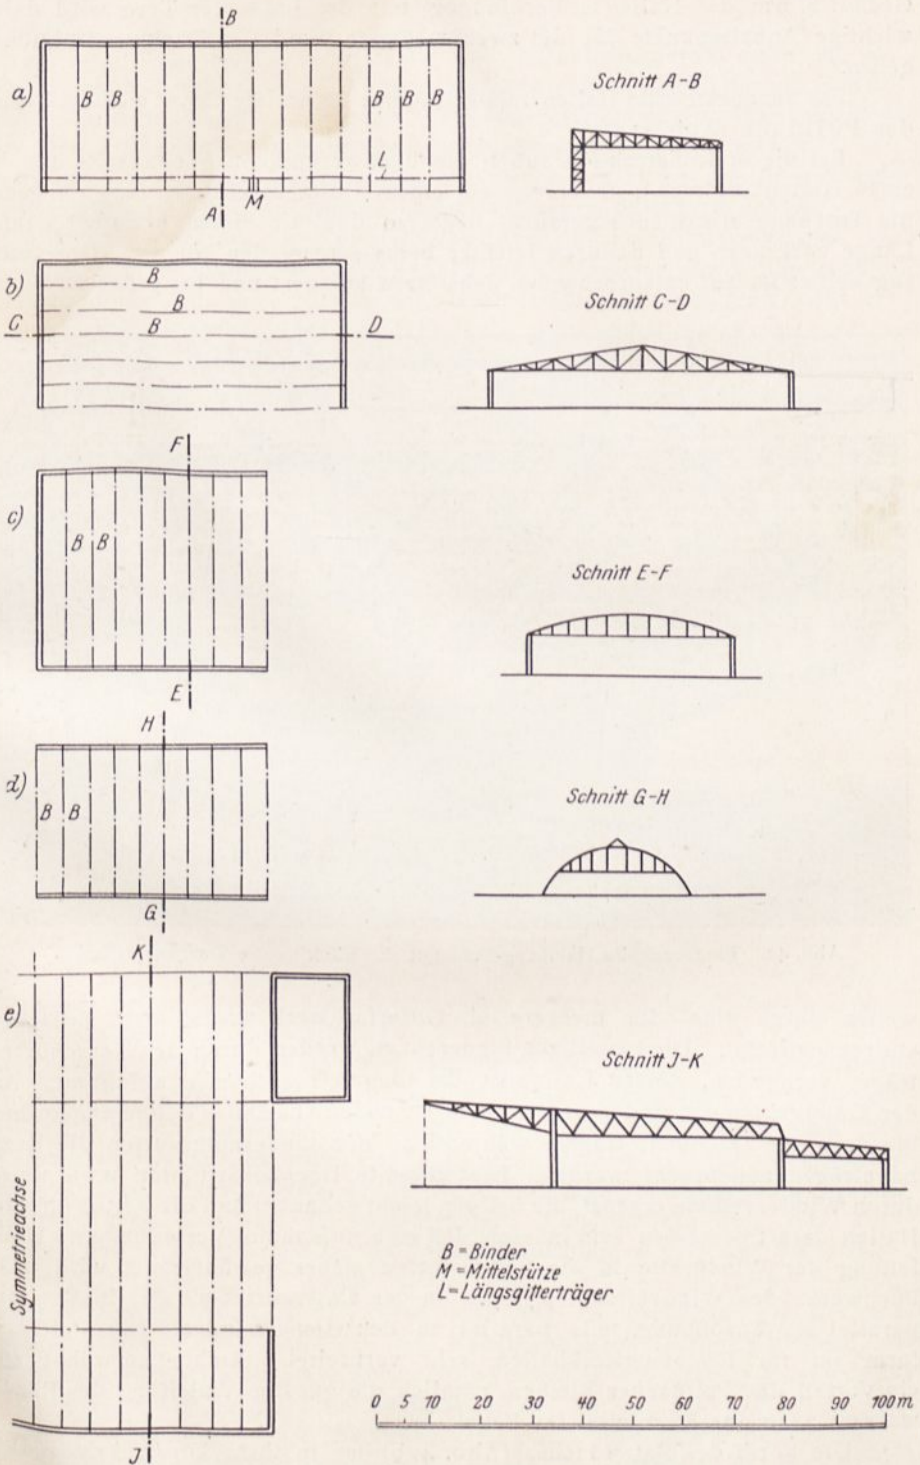 B
a)
B B B B B
L
A M
Schnitt A-B
b)
B
B
C B D
Schnitt C-D
F
c)
B B
E
Schnitt E-F
H
d)
B B
G
Schnitt G-H
K
e)
Symmetrieachse
J
Schnitt J-K
B = Binder
M = Mittelstütze
L = Längsgitterträger
0 5 10 20 30 40 50 60 70 80 90 100 m